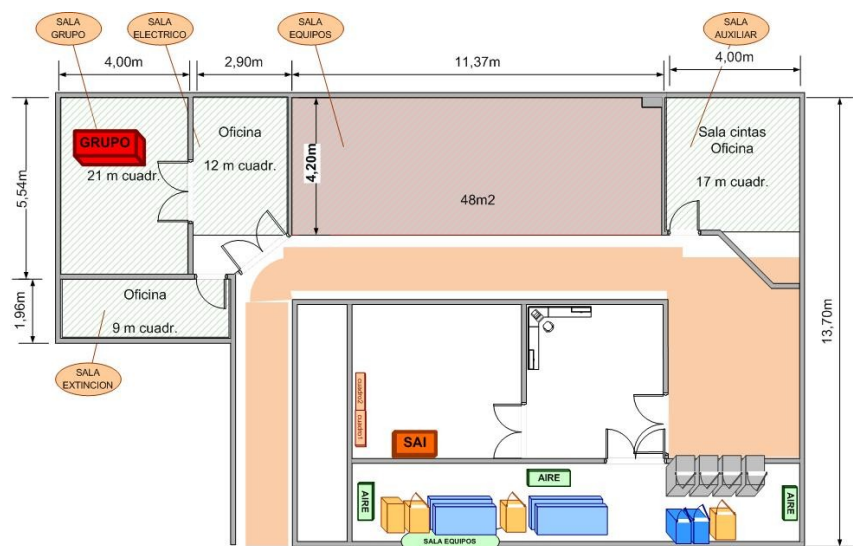 SALA
GRUPO
SALA
ELECTRICO
SALA
EQUIPOS
SALA
AUXILIAR
4,00m
2,90m
11,37m
4,00m
GRUPO
21 m cuadr.
Oficina
12 m cuadr.
4,20m
48m2
Sala cintas
Oficina
17 m cuadr.
5,54m
1,96m
13,70m
Oficina
9 m cuadr.
SALA
EXTINCION
cuadro2
cuadro1
SAI
AIRE
AIRE
AIRE
SALA EQUIPOS